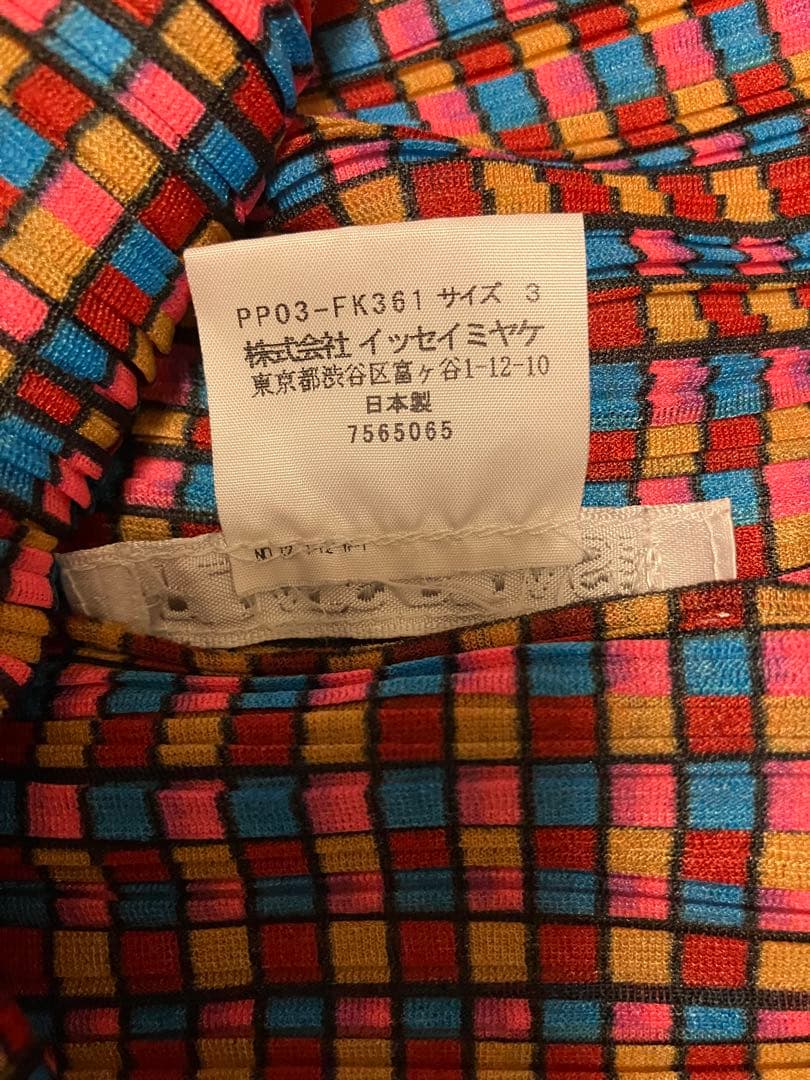 PP03-FK361 サイズ 3
株式会社 イッセイミヤケ
東京都渋谷区富ヶ谷1-12-10
日本製
7565065